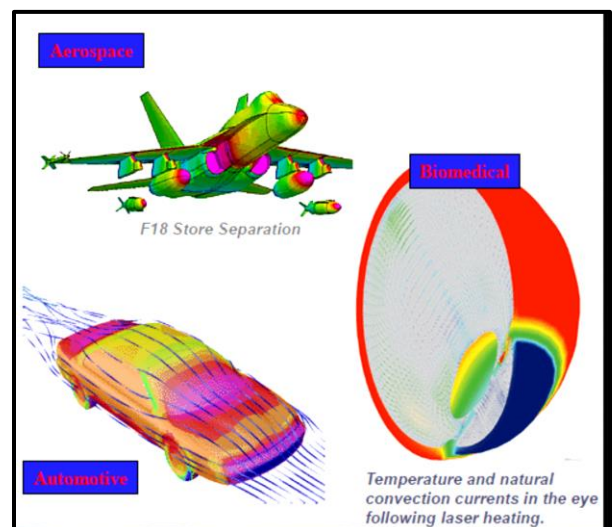 Aerospace
F18 Store Separation
Biomedical
Automotive
Temperature and natural
convection currents in the eye
following laser heating.